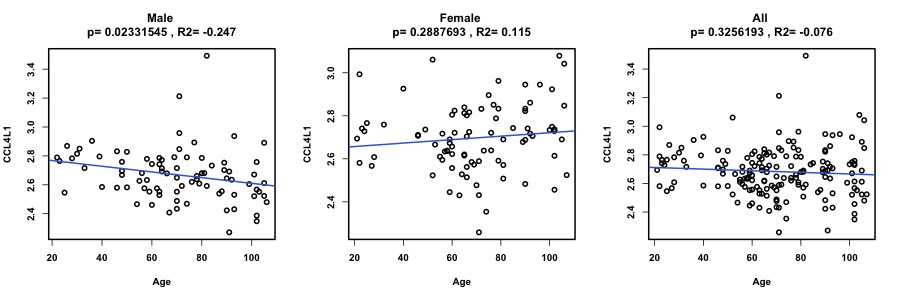 Male
p= 0.02331545 , R2= -0.247
CCL4L1
3.4
3.2
3.0
2.8
2.6
2.4
20 40 60 80 100
Age
Female
p= 0.2887693 , R2= 0.115
CCL4L1
3.0
2.8
2.6
2.4
20 40 60 80 100
Age
All
p= 0.3256193 , R2= -0.076
CCL4L1
3.4
3.2
3.0
2.8
2.6
2.4
20 40 60 80 100
Age